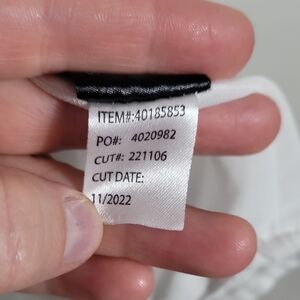 ITEM#:40185853
PO#: 4020982
CUT#: 221106
CUT DATE:
11/2022